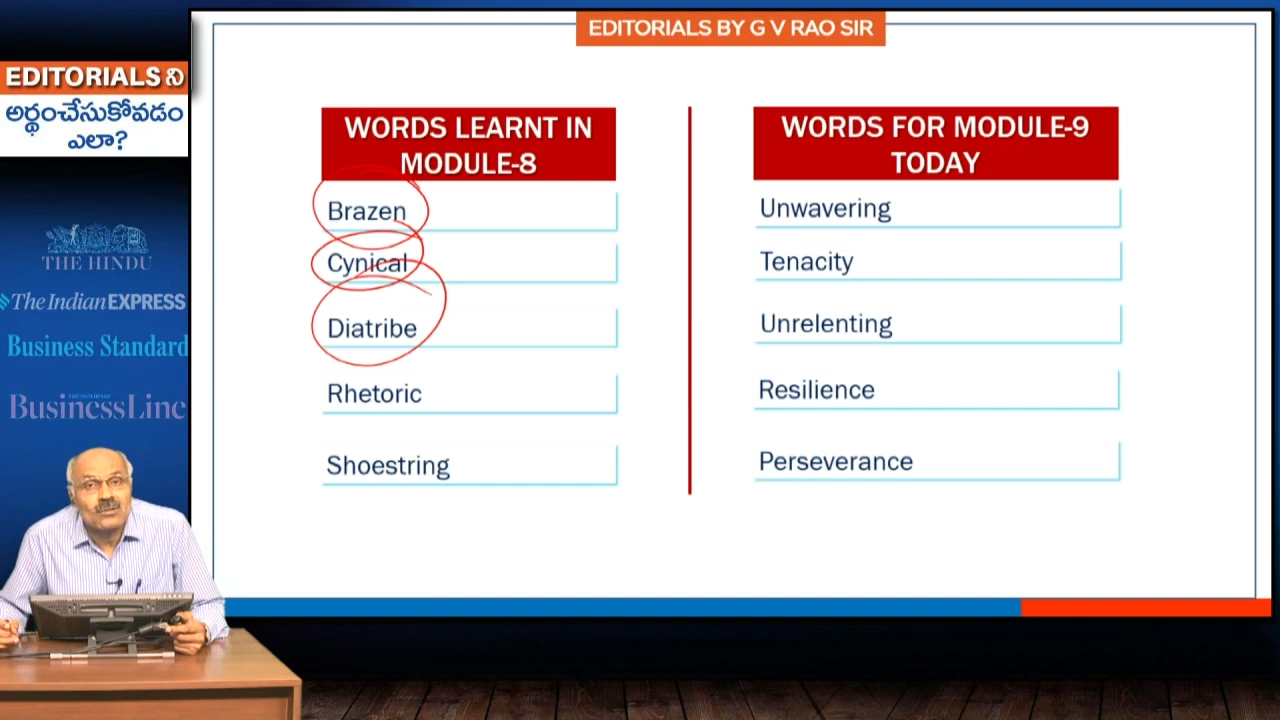 EDITORIALS BY G V RAO SIR
EDITORIALS ని
అర్థంచేసుకోవడం
ఎలా?
THE HINDU
The Indian EXPRESS
Business Standard
BusinessLine
WORDS LEARNT IN
MODULE-8
Brazen
Cynical
Diatribe
Rhetoric
Shoestring
WORDS FOR MODULE-9
TODAY
Unwavering
Tenacity
Unrelenting
Resilience
Perseverance